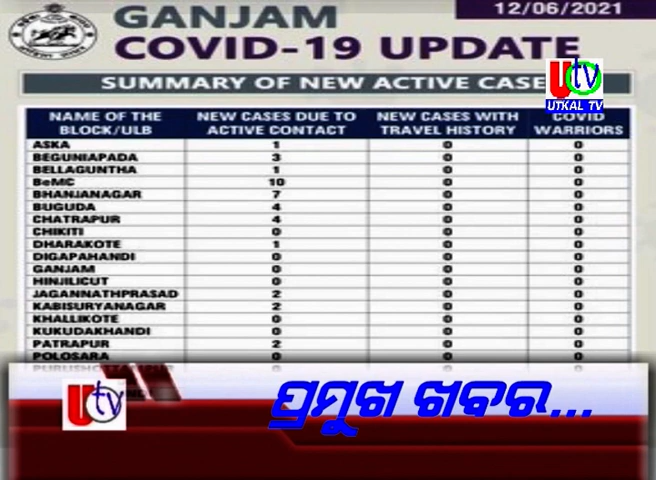 12/06/2021
GANJAM
COVID-19 UPDATE
SUMMARY OF NEW ACTIVE CASE
Utv
UTKAL TV
NAME OF THE BLOCK/ULB NEW CASES DUE TO ACTIVE CONTACT NEW CASES WITH TRAVEL HISTORY COVID WARRIORS
ASKA 1 0 0
BEGUNIAPADA 3 0 0
BELLAGUNTHA 1 0 0
BeMC 10 0 0
BHANJANAGAR 7 0 0
BUGUDA 4 0 0
CHATRAPUR 4 0 0
CHIKITI 0 0 0
DHARAKOTE 1 0 0
DIGAPAHANDI 0 0 0
GANJAM 0 0 0
HINJILICUT 0 0 0
JAGANNATHPRASAD 2 0 0
KABISURYANAGAR 2 0 0
KHALLIKOTE 0 0 0
KUKUDAKHANDI 0 0 0
PATRAPUR 2 0 0
POLOSARA 0 0 0
Utv
ପ୍ରମୁଖ ଖବର...